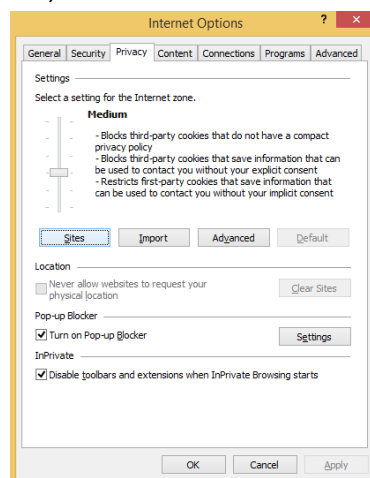 Internet Options ? ×
General Security Privacy Content Connections Programs Advanced
Settings
Select a setting for the Internet zone.
Medium
- Blocks third-party cookies that do not have a compact
privacy policy
- Blocks third-party cookies that save information that can
be used to contact you without your explicit consent
- Restricts first-party cookies that save information that
can be used to contact you without your implicit consent
Sites Import Advanced Default
Location
Never allow websites to request your
physical location
Clear Sites
Pop-up Blocker
Turn on Pop-up Blocker Settings
InPrivate
Disable toolbars and extensions when InPrivate Browsing starts
OK Cancel Apply